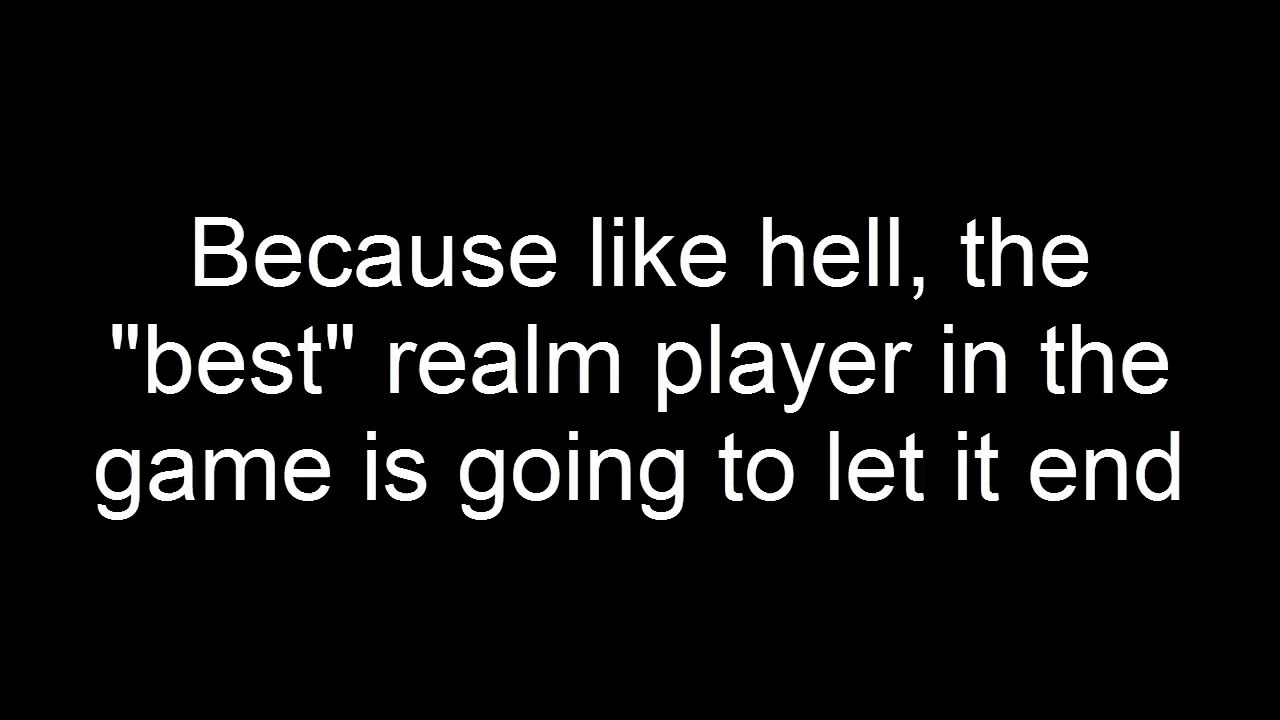 Because like hell, the
"best" realm player in the
game is going to let it end